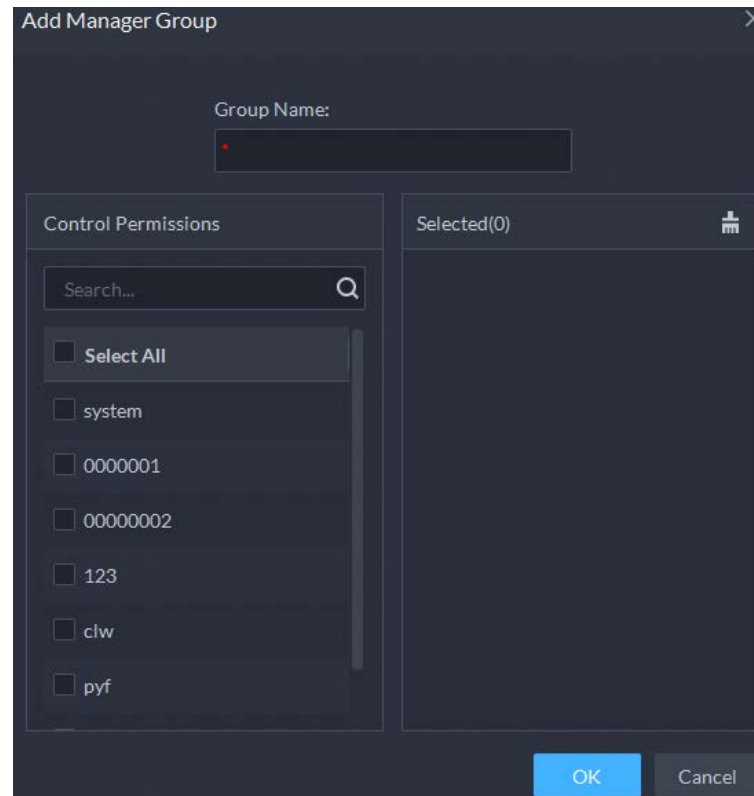 Add Manager Group
Group Name:
*
Control Permissions
Selected(0)
Search...
Select All
system
0000001
00000002
123
clw
pyf
OK
Cancel